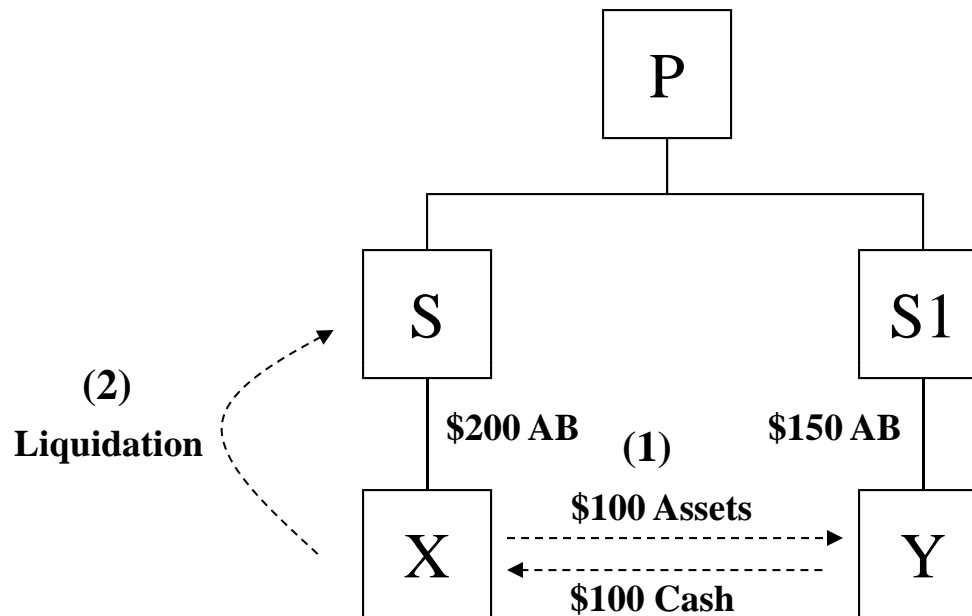 P
S
S1
(2)
Liquidation
$200 AB
(1)
$150 AB
$100 Assets
X
Y
$100 Cash